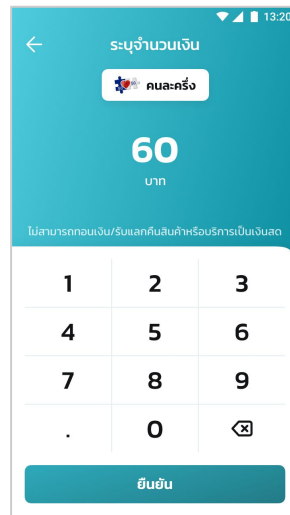 13:20
ระบุจำนวนเงิน
คนละครึ่ง
60
บาท
ไม่สามารถทอนเงิน/รับแลกคืนสินค้าหรือบริการเป็นเงินสด
1 2 3
4 5 6
7 8 9
. 0
ยืนยัน